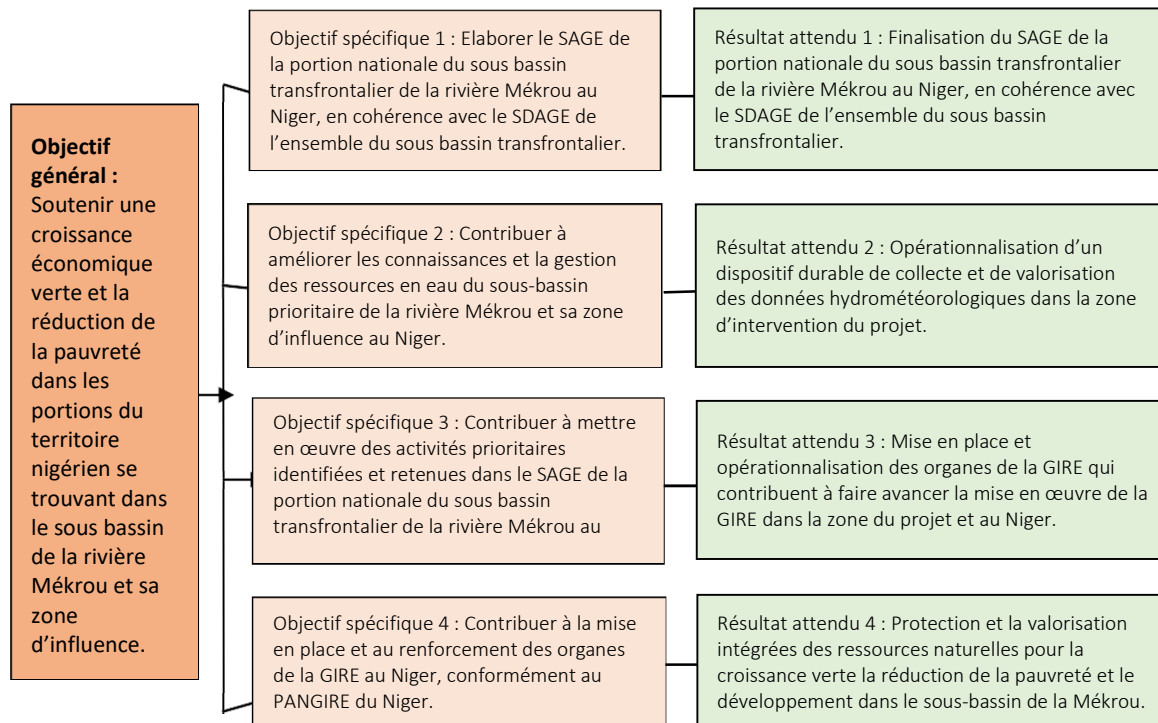 Objectif
général :
Soutenir une
croissance
économique
verte et la
réduction de
la pauvreté
dans les
portions du
territoire
nigérien se
trouvant dans
le sous bassin
de la rivière
Mékrou et sa
zone
d’influence.
Objectif spécifique 1 : Elaborer le SAGE de
la portion nationale du sous bassin
transfrontalier de la rivière Mékrou au
Niger, en cohérence avec le SDAGE de
l’ensemble du sous bassin transfrontalier.
Résultat attendu 1 : Finalisation du SAGE de la
portion nationale du sous bassin transfrontalier
de la rivière Mékrou au Niger, en cohérence avec
le SDAGE de l’ensemble du sous bassin
transfrontalier.
Objectif spécifique 2 : Contribuer à
améliorer les connaissances et la gestion
des ressources en eau du sous-bassin
prioritaire de la rivière Mékrou et sa zone
d’influence au Niger.
Résultat attendu 2 : Opérationnalisation d’un
dispositif durable de collecte et de valorisation
des données hydrométéorologiques dans la zone
d’intervention du projet.
Objectif spécifique 3 : Contribuer à mettre
en œuvre des activités prioritaires
identifiées et retenues dans le SAGE de la
portion nationale du sous bassin
transfrontalier de la rivière Mékrou au
Résultat attendu 3 : Mise en place et
opérationnalisation des organes de la GIRE qui
contribuent à faire avancer la mise en œuvre de la
GIRE dans la zone du projet et au Niger.
Objectif spécifique 4 : Contribuer à la mise
en place et au renforcement des organes
de la GIRE au Niger, conformément au
PANGIRE du Niger.
Résultat attendu 4 : Protection et la valorisation
intégrées des ressources naturelles pour la
croissance verte la réduction de la pauvreté et le
développement dans le sous-bassin de la Mékrou.